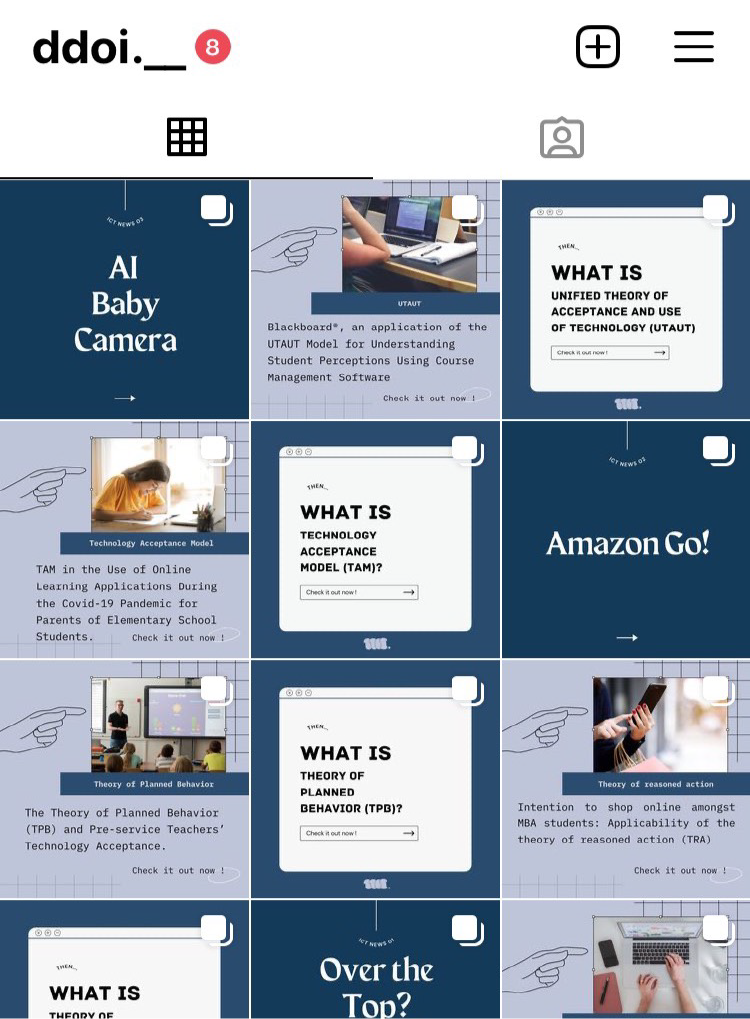 ddoi.__ 8
ICT NEWS 03
AI
Baby
Camera
UTAUT
Blackboard®, an application of the
UTAUT Model for Understanding
Student Perceptions Using Course
Management Software
Check it out now !
THEN_
WHAT IS
UNIFIED THEORY OF
ACCEPTANCE AND USE
OF TECHNOLOGY (UTAUT)
Check it out now !
Technology Acceptance Model
TAM in the Use of Online
Learning Applications During
the Covid-19 Pandemic for
Parents of Elementary School
Students.
Check it out now !
THEN_
WHAT IS
TECHNOLOGY
ACCEPTANCE
MODEL (TAM)?
Check it out now !
ICT NEWS 02
Amazon Go!
Theory of Planned Behavior
The Theory of Planned Behavior
(TPB) and Pre-service Teachers’
Technology Acceptance.
Check it out now !
THEN_
WHAT IS
THEORY OF
PLANNED
BEHAVIOR (TPB)?
Check it out now !
Theory of reasoned action
Intention to shop online amongst
MBA students: Applicability of the
theory of reasoned action (TRA)
Check it out now !
THEN_
WHAT IS
THEORY OF
ICT NEWS 01
Over the
Top?